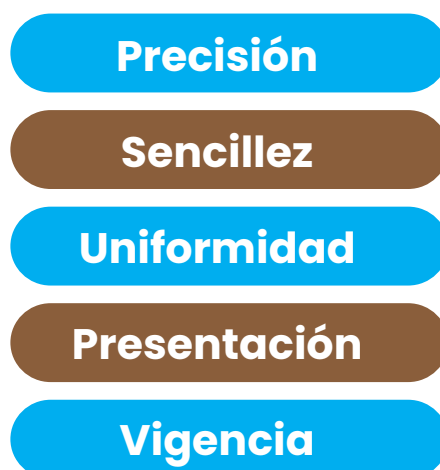 Precisión
Sencillez
Uniformidad
Presentación
Vigencia